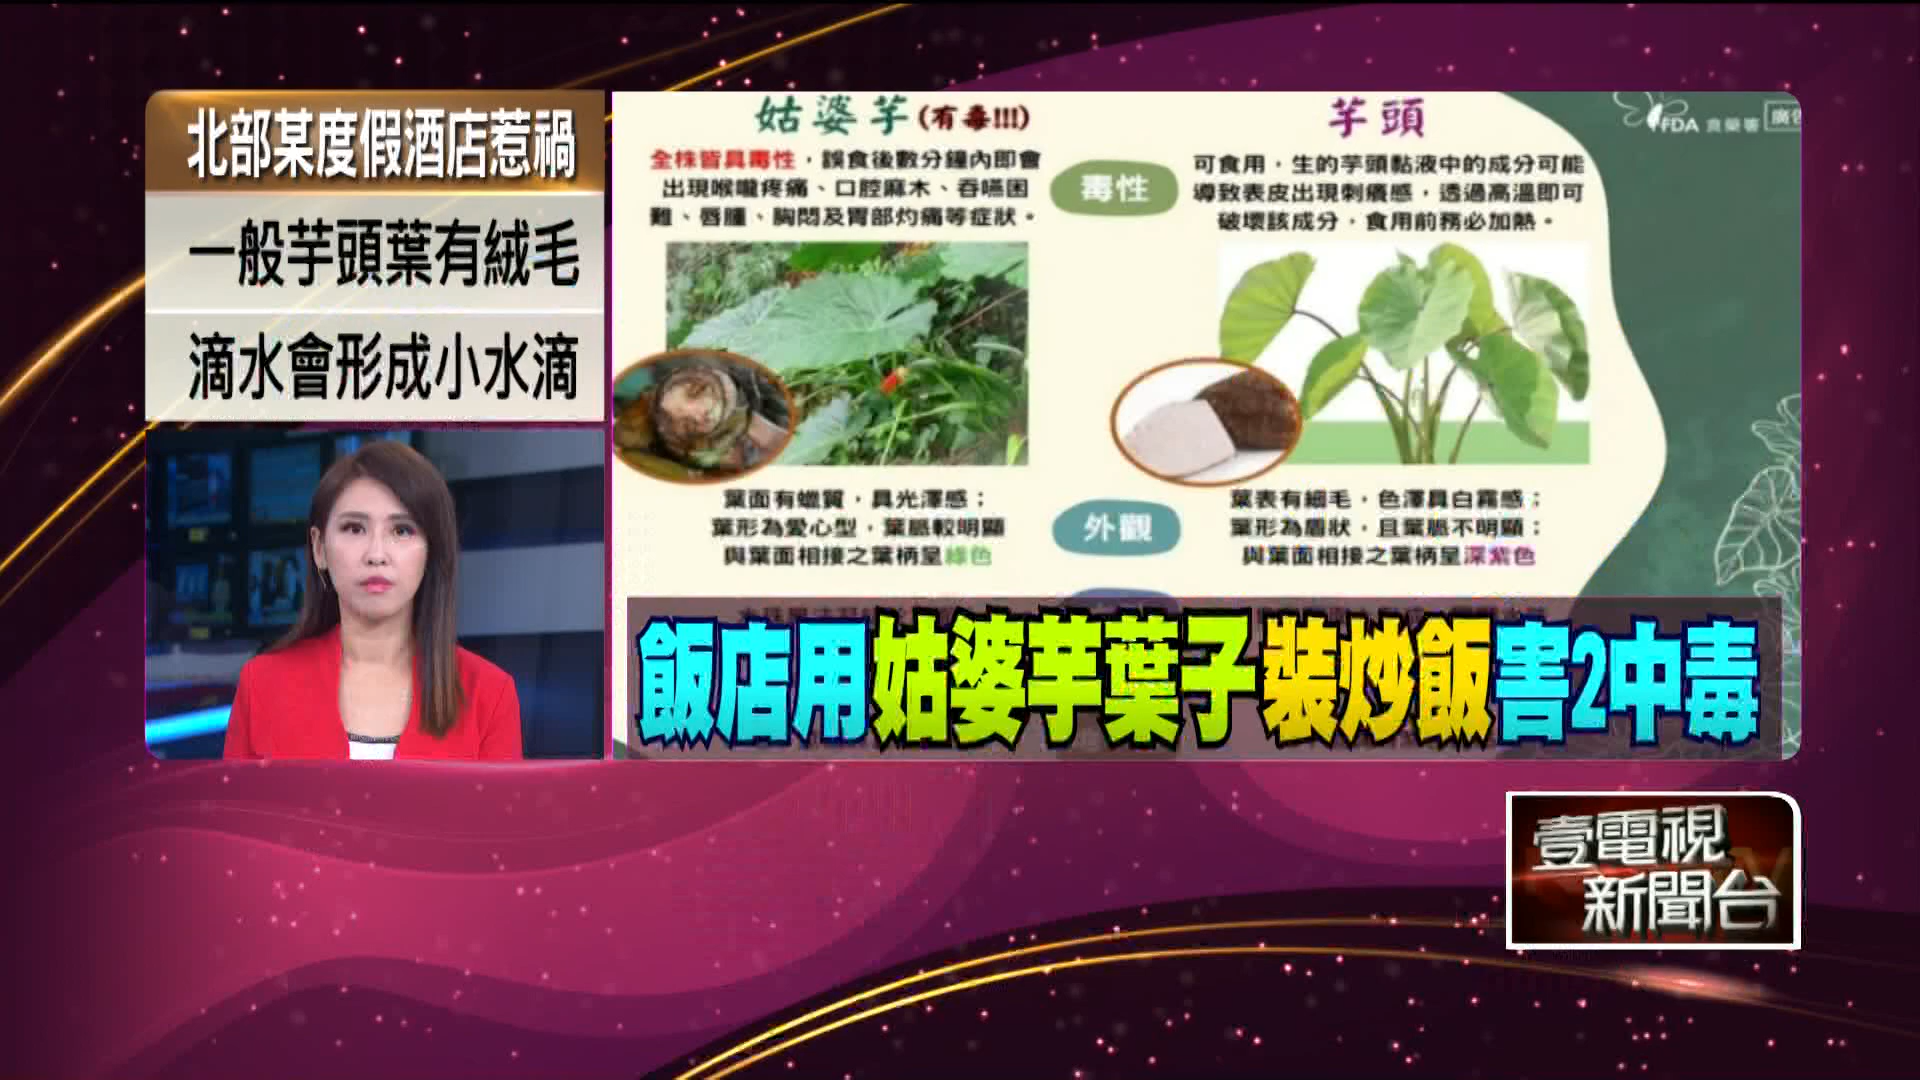 北部某度假酒店惹禍
一般芋頭葉有絨毛
滴水會形成小水滴
姑婆芋(有毒!!!)
全株皆具毒性，誤食後數分鐘內即會
出現喉嚨疼痛、口腔麻木、吞嚥困
難、唇腫、胸悶及胃部灼痛等症狀。
毒性
芋頭
可食用，生的芋頭黏液中的成分可能
導致表皮出現刺癢感，透過高溫即可
破壞該成分，食用前務必加熱。
FDA 食藥署
廣告
葉面有蠟質，具光澤感；
葉形為愛心型，葉脈較明顯
與葉面相接之葉柄呈綠色
外觀
葉表有細毛，色澤具白霧感；
葉形為盾狀，且葉脈不明顯；
與葉面相接之葉柄呈深紫色
飯店用姑婆芋葉子裝炒飯害2中毒
壹電視
新聞台